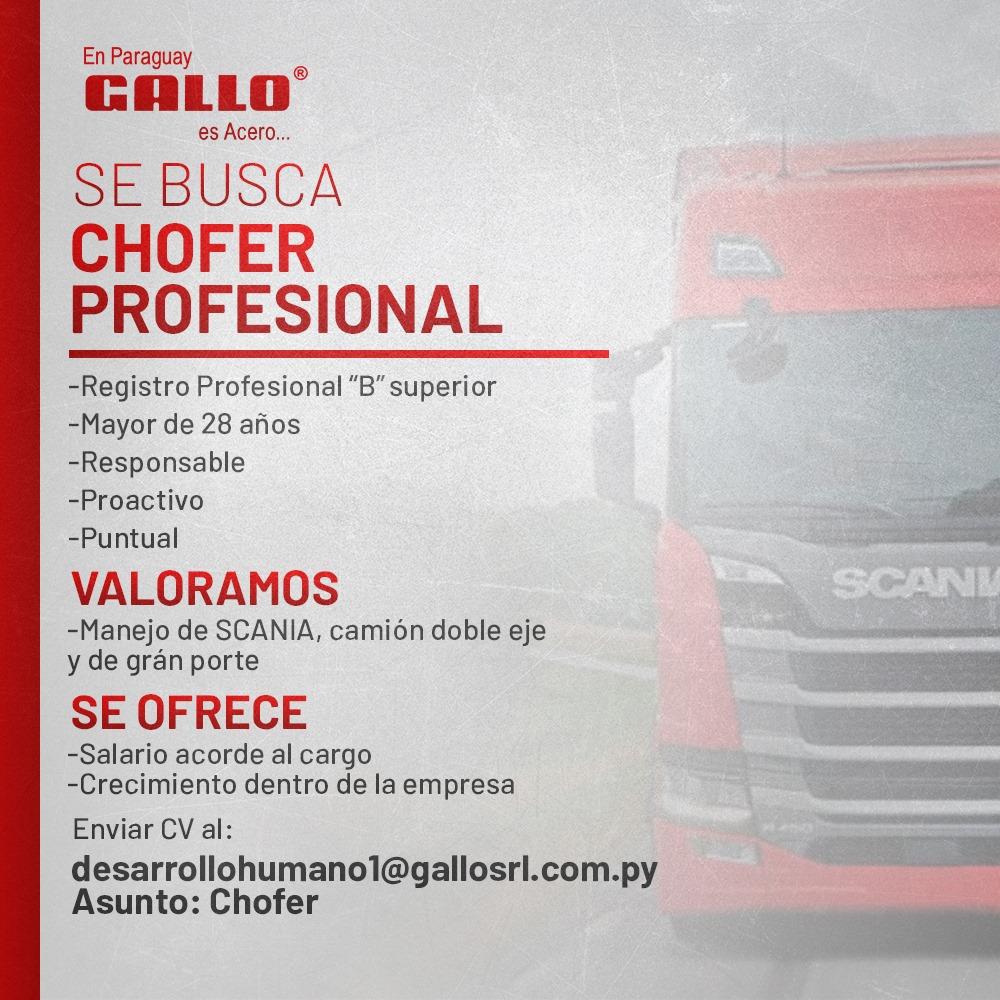 En Paraguay
GALLO®
es Acero...
SE BUSCA
CHOFER
PROFESIONAL
-Registro Profesional “B” superior
-Mayor de 28 años
-Responsable
-Proactivo
-Puntual
VALORAMOS
-Manejo de SCANIA, camión doble eje
y de grán porte
SE OFRECE
-Salario acorde al cargo
-Crecimiento dentro de la empresa
Enviar CV al:
desarrollohumano1@gallosrl.com.py
Asunto: Chofer
SCANI